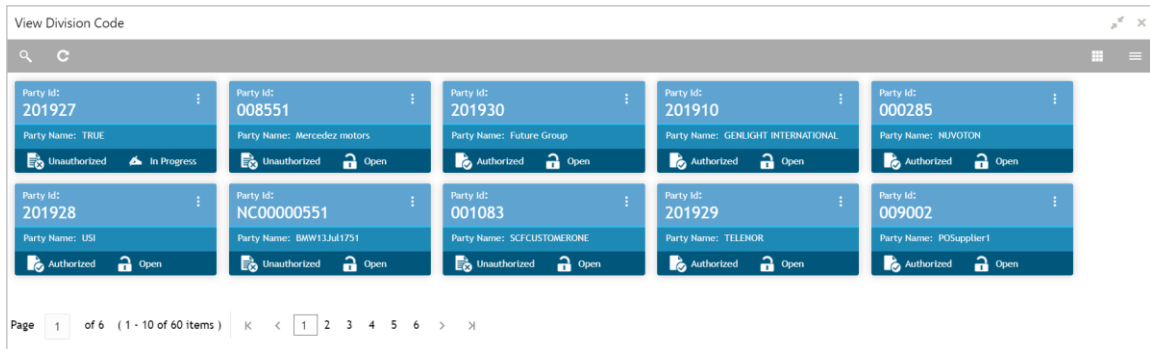 View Division Code
Party Id:
201927
Party Name: TRUE
Unauthorized In Progress
Party Id:
008551
Party Name: Mercedez motors
Unauthorized Open
Party Id:
201930
Party Name: Future Group
Authorized Open
Party Id:
201910
Party Name: GENLIGHT INTERNATIONAL
Authorized Open
Party Id:
000285
Party Name: NUVOTON
Authorized Open
Party Id:
201928
Party Name: USI
Authorized Open
Party Id:
NC00000551
Party Name: BMW13Jul1751
Unauthorized Open
Party Id:
001083
Party Name: SCFCUSTOMERONE
Unauthorized Open
Party Id:
201929
Party Name: TELENOR
Authorized Open
Party Id:
009002
Party Name: POSupplier1
Authorized Open
Page 1 of 6 ( 1 - 10 of 60 items ) 1 2 3 4 5 6